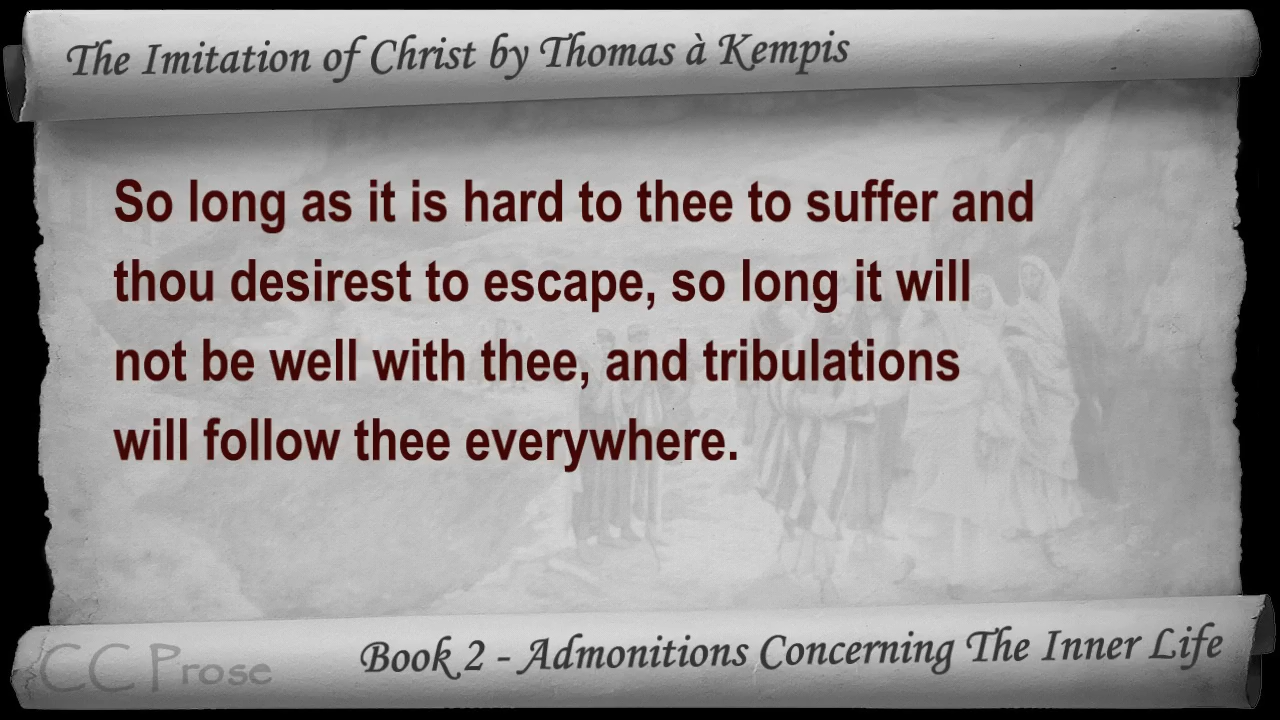 The Imitation of Christ by Thomas à Kempis
So long as it is hard to thee to suffer and
thou desirest to escape, so long it will
not be well with thee, and tribulations
will follow thee everywhere.
CC Prose
Book 2 - Admonitions Concerning The Inner Life